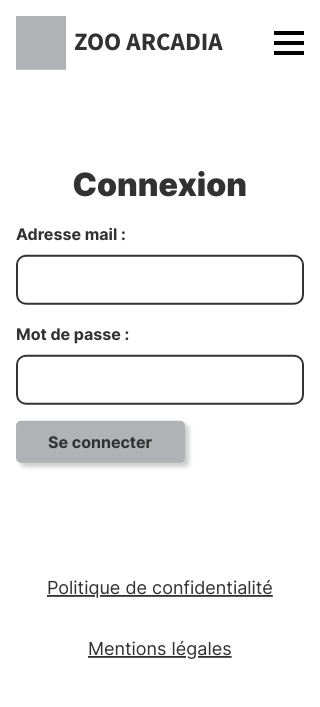 ZOO ARCADIA
Connexion
Adresse mail :
Mot de passe :
Se connecter
Politique de confidentialité
Mentions légales